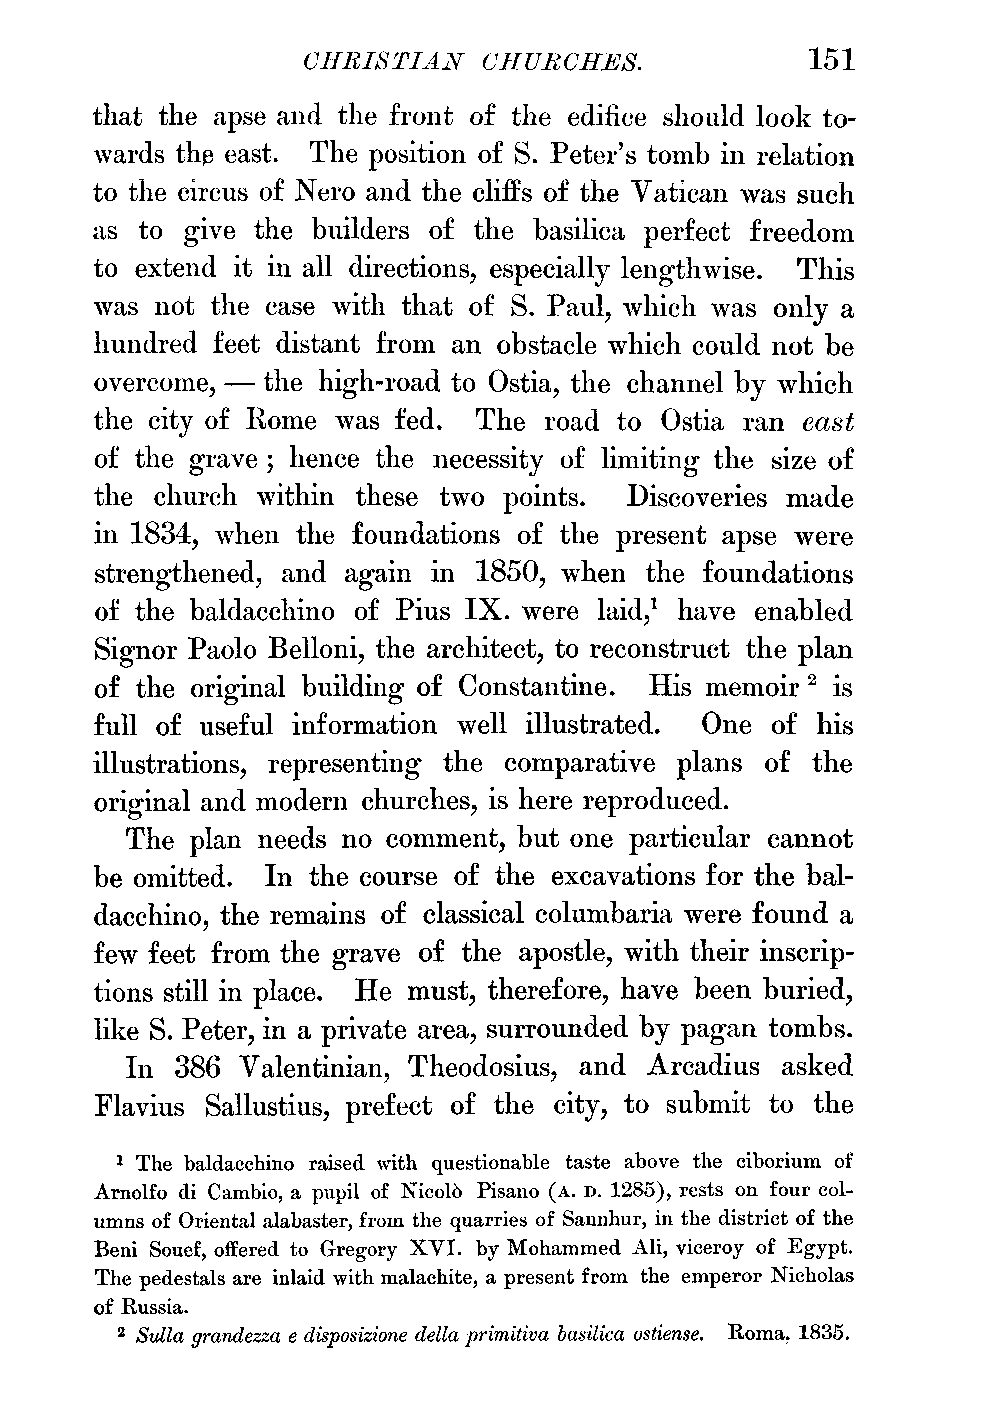 CHRISTIAN CHURCHES. 151
that the apse and the front of the edifice should look to-
wards the east. The position of S. Peter's tomb in relation
to the circus of Nero and the cliffs of the Vatican was such
as to give the builders of the basilica perfect freedom
to extend it in all directions, especially lengthwise. This
was not the case with that of S. Paul, which was only a
hundred feet distant from an obstacle which could not be
overcome, — the high-road to Ostia, the channel by which
the city of Rome was fed. The road to Ostia ran east
of the grave ; hence the necessity of limiting the size of
the church within these two points. Discoveries made
in 1834, when the foundations of the present apse were
strengthened, and again in 1850, when the foundations
of the baldacchino of Pius IX. were laid,¹ have enabled
Signor Paolo Belloni, the architect, to reconstruct the plan
of the original building of Constantine. His memoir ² is
full of useful information well illustrated. One of his
illustrations, representing the comparative plans of the
original and modern churches, is here reproduced.
The plan needs no comment, but one particular cannot
be omitted. In the course of the excavations for the bal-
dacchino, the remains of classical columbaria were found a
few feet from the grave of the apostle, with their inscrip-
tions still in place. He must, therefore, have been buried,
like S. Peter, in a private area, surrounded by pagan tombs.
In 386 Valentinian, Theodosius, and Arcadius asked
Flavius Sallustius, prefect of the city, to submit to the
¹ The baldacchino raised with questionable taste above the ciborium of
Arnolfo di Cambio, a pupil of Nicolò Pisano (A. D. 1285), rests on four col-
umns of Oriental alabaster, from the quarries of Sannhur, in the district of the
Beni Souef, offered to Gregory XVI. by Mohammed Ali, viceroy of Egypt.
The pedestals are inlaid with malachite, a present from the emperor Nicholas
of Russia.
² Sulla grandezza e disposizione della primitiva basilica ostiense. Roma, 1835.